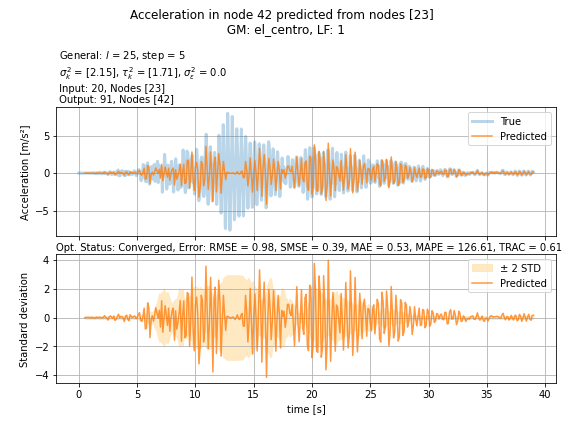 Acceleration in node 42 predicted from nodes [23]
GM: el_centro, LF: 1
General: l = 25, step = 5
σ²ₖ = [2.15], τ²ₖ = [1.71], σ²ε = 0.0
Input: 20, Nodes [23]
Output: 91, Nodes [42]
True
Predicted
Acceleration [m/s²]
5
0
−5
Opt. Status: Converged, Error: RMSE = 0.98, SMSE = 0.39, MAE = 0.53, MAPE = 126.61, TRAC = 0.61
± 2 STD
Predicted
Standard deviation
4
2
0
−2
−4
0 5 10 15 20 25 30 35 40
time [s]